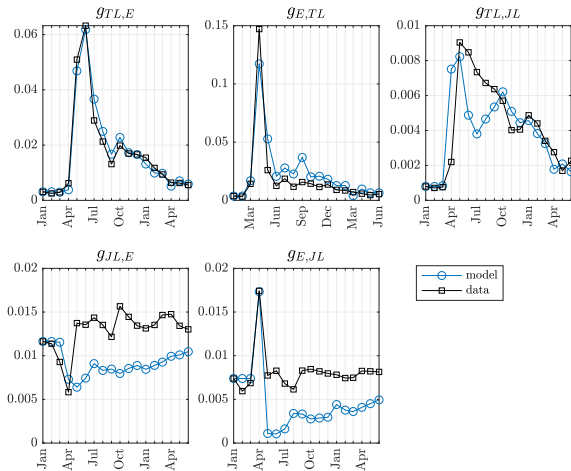 g_{TL,E}
0.06
0.04
0.02
0
Jan
Apr
Jul
Oct
Jan
Apr
g_{E,TL}
0.15
0.1
0.05
0
Mar
Jun
Sep
Dec
Mar
Jun
g_{TL,JL}
0.01
0.008
0.006
0.004
0.002
0
Jan
Apr
Jul
Oct
Jan
Apr
g_{JL,E}
0.02
0.015
0.01
0.005
0
Jan
Apr
Jul
Oct
Jan
Apr
g_{E,JL}
0.02
0.015
0.01
0.005
0
Jan
Apr
Jul
Oct
Jan
Apr
model
data